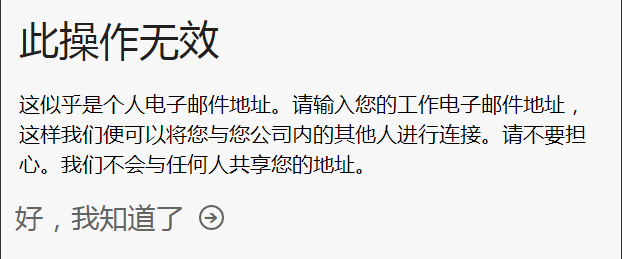 此操作无效
这似乎是个人电子邮件地址。请输入您的工作电子邮件地址，
这样我们便可以将您与您公司内的其他人进行连接。请不要担
心。我们不会与任何人共享您的地址。
好，我知道了